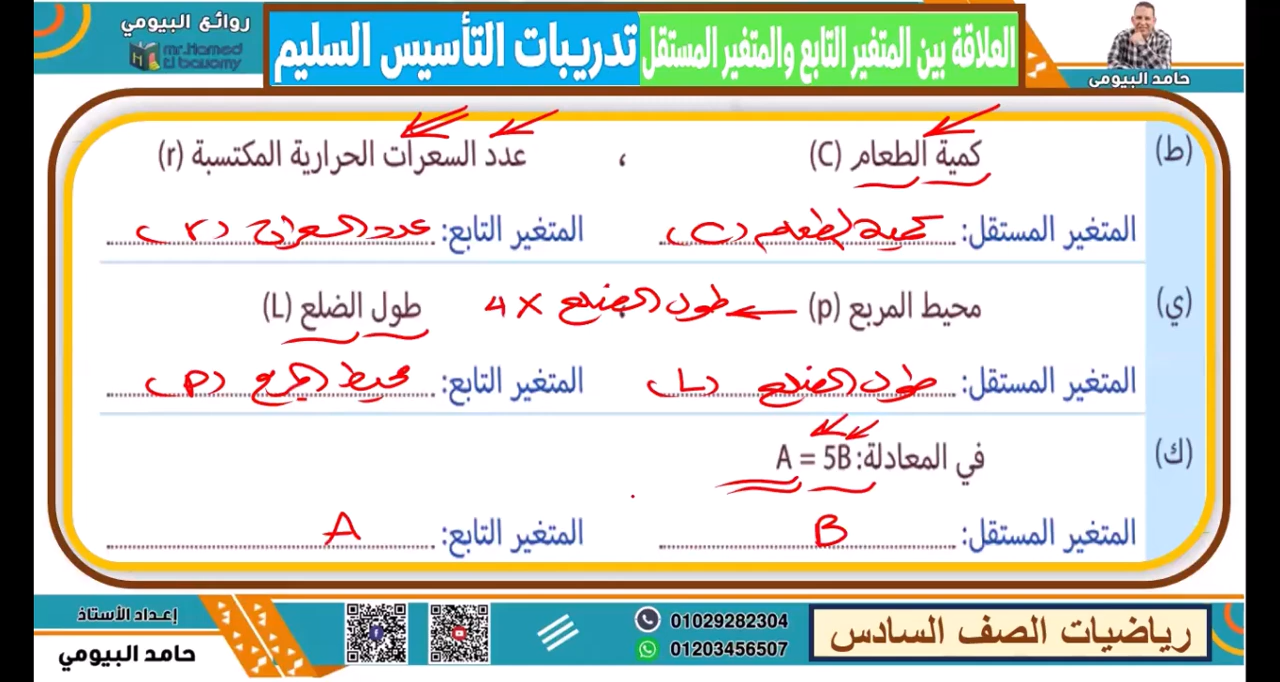 روائع البيومي
mr.Hamed
El bauomy
تدريبات التأسيس السليم
العلاقة بين المتغير التابع والمتغير المستقل
حامد البيومى
(ط) كمية الطعام (C) ، عدد السعرات الحرارية المكتسبة (r)
المتغير المستقل: كمية الطعام (C) المتغير التابع: عدد السعرات (r)
(ي) محيط المربع (p) طول الضلع × 4 طول الضلع (L)
المتغير المستقل: طول الضلع (L) المتغير التابع: محيط المربع (P)
(ك) في المعادلة: A = 5B
المتغير المستقل: B المتغير التابع: A
رياضيات الصف السادس
01029282304
01203456507
إعداد الأستاذ
حامد البيومي